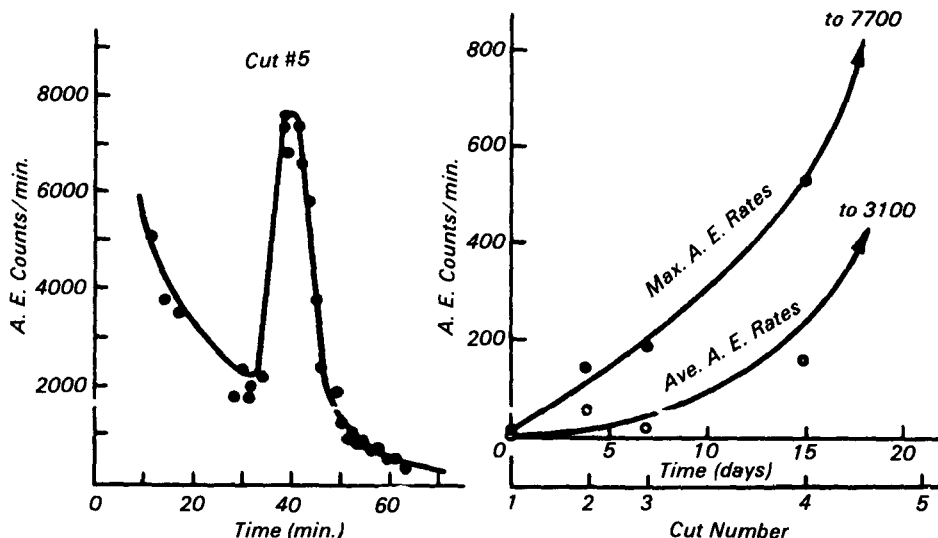 Cut #5
A. E. Counts/min.
8000
6000
4000
2000
0
0 20 40 60
Time (min.)
to 7700
to 3100
A. E. Counts/min.
800
600
400
200
0
Max. A. E. Rates
Ave. A. E. Rates
0 5 10 15 20
Time (days)
1 2 3 4 5
Cut Number